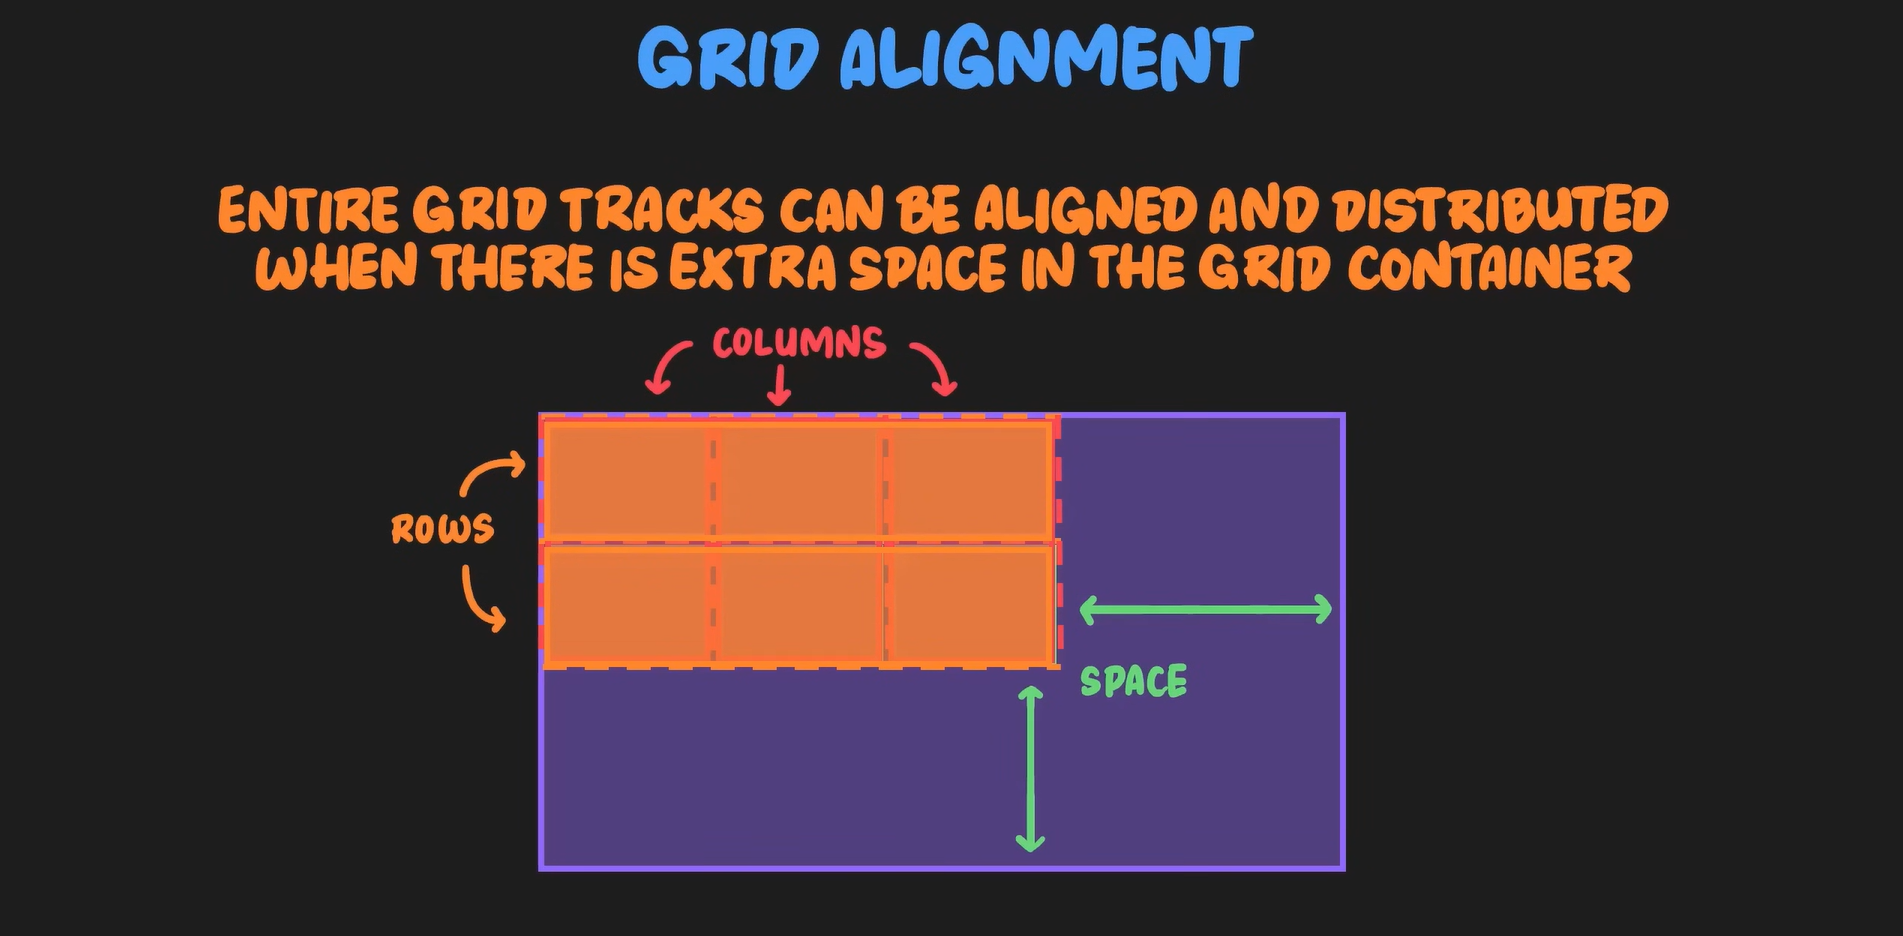 GRID ALIGNMENT
ENTIRE GRID TRACKS CAN BE ALIGNED AND DISTRIBUTED
WHEN THERE IS EXTRA SPACE IN THE GRID CONTAINER
COLUMNS
ROWS
SPACE